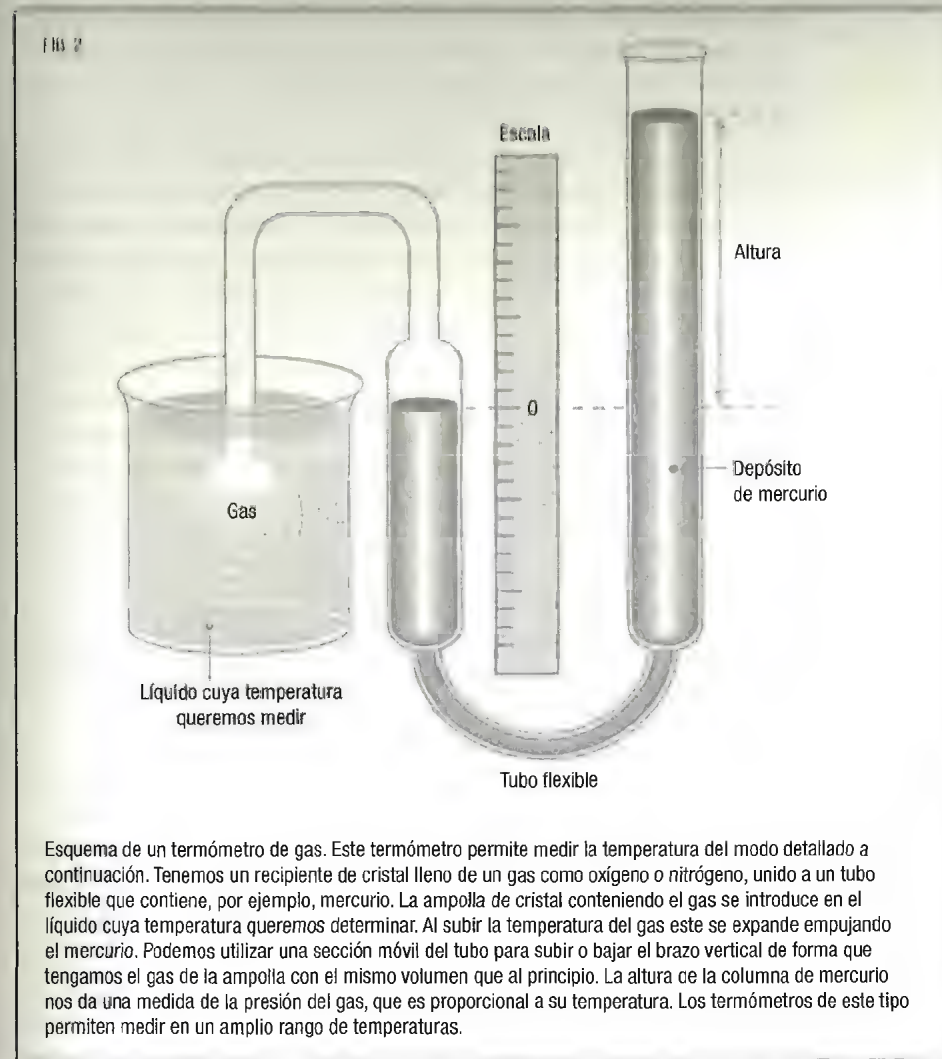 FIG. 2
Escala
Altura
0
Depósito
de mercurio
Gas
Líquido cuya temperatura
queremos medir
Tubo flexible
Esquema de un termómetro de gas. Este termómetro permite medir la temperatura del modo detallado a
continuación. Tenemos un recipiente de cristal lleno de un gas como oxígeno o nitrógeno, unido a un tubo
flexible que contiene, por ejemplo, mercurio. La ampolla de cristal conteniendo el gas se introduce en el
líquido cuya temperatura queremos determinar. Al subir la temperatura del gas este se expande empujando
el mercurio. Podemos utilizar una sección móvil del tubo para subir o bajar el brazo vertical de forma que
tengamos el gas de la ampolla con el mismo volumen que al principio. La altura de la columna de mercurio
nos da una medida de la presión del gas, que es proporcional a su temperatura. Los termómetros de este tipo
permiten medir en un amplio rango de temperaturas.